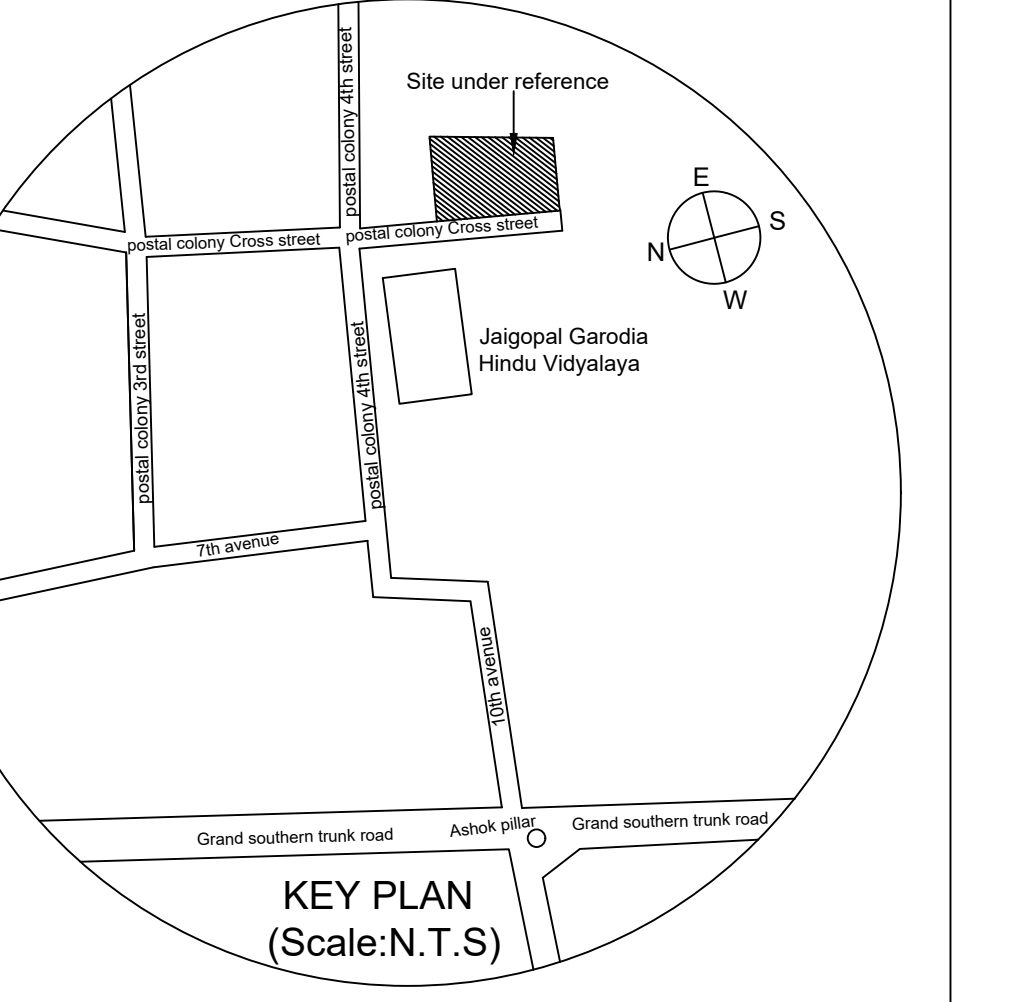 postal colony 4th street
Site under reference
E
S
N
W
postal colony Cross street
postal colony Cross street
Jaigopal Garodia
Hindu Vidyalaya
postal colony 3rd street
postal colony 4th street
7th avenue
10th avenue
Grand southern trunk road
Ashok pillar
Grand southern trunk road
KEY PLAN
(Scale:N.T.S)